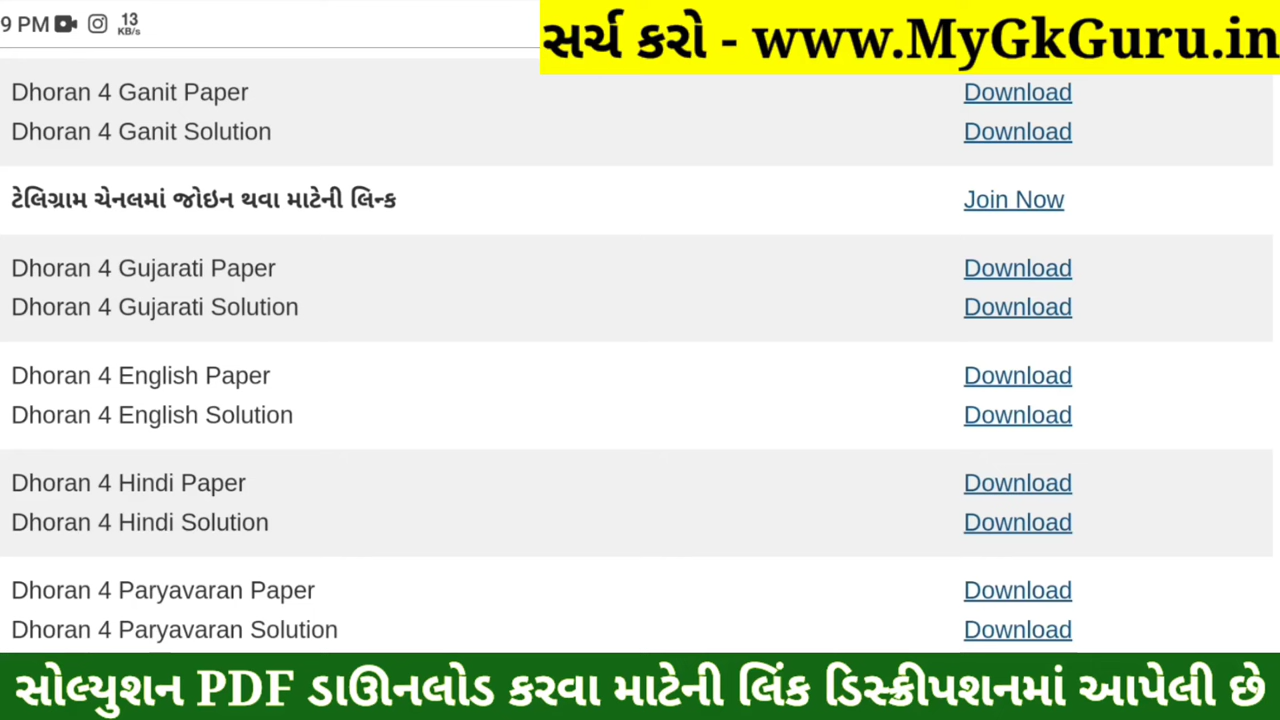 9 PM 13 KB/s
સર્ચ કરો - www.MyGkGuru.in
Dhoran 4 Ganit Paper Download
Dhoran 4 Ganit Solution Download
ટેલિગ્રામ ચેનલમાં જોઇન થવા માટેની લિન્ક Join Now
Dhoran 4 Gujarati Paper Download
Dhoran 4 Gujarati Solution Download
Dhoran 4 English Paper Download
Dhoran 4 English Solution Download
Dhoran 4 Hindi Paper Download
Dhoran 4 Hindi Solution Download
Dhoran 4 Paryavaran Paper Download
Dhoran 4 Paryavaran Solution Download
સોલ્યુશન PDF ડાઊનલોડ કરવા માટેની લિંક ડિસ્ક્રીપશનમાં આપેલી છે